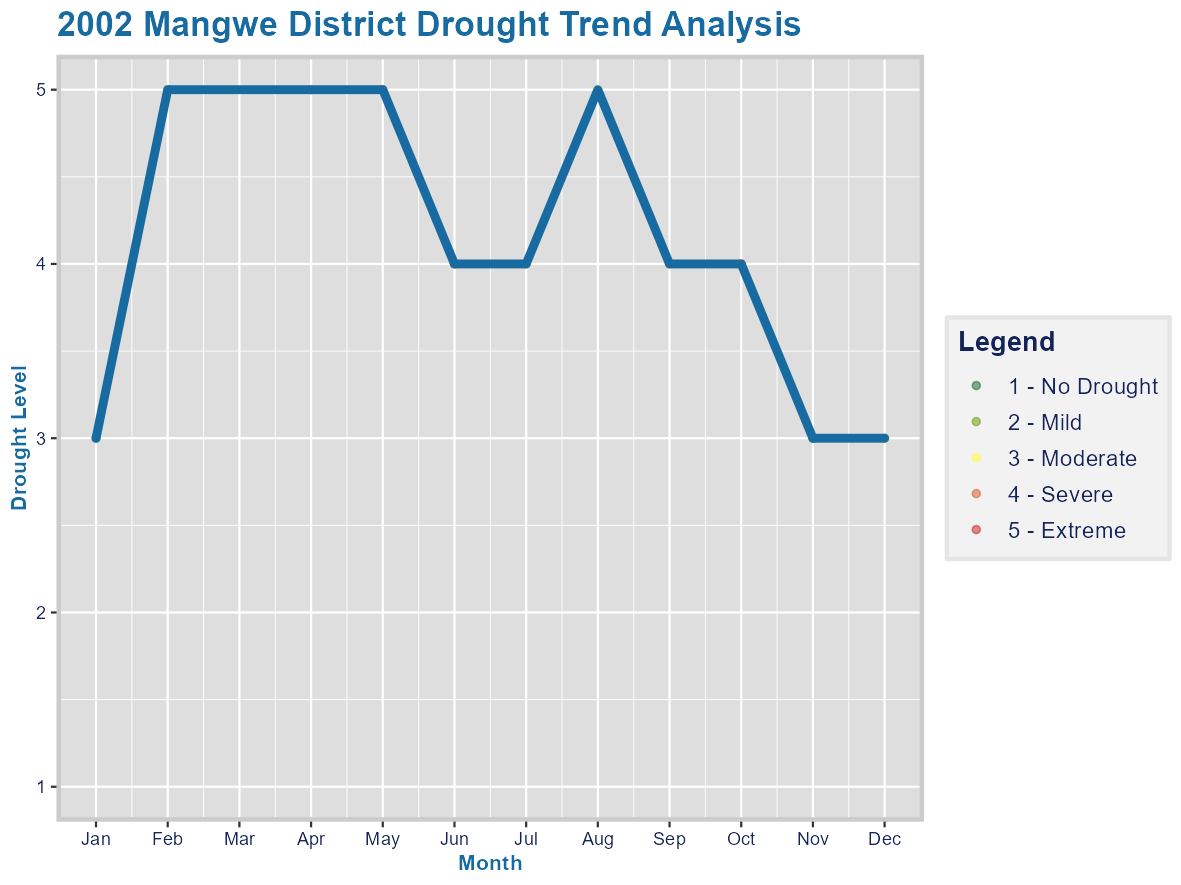 2002 Mangwe District Drought Trend Analysis
Drought Level
5
4
3
2
1
Jan Feb Mar Apr May Jun Jul Aug Sep Oct Nov Dec
Month
Legend
1 - No Drought
2 - Mild
3 - Moderate
4 - Severe
5 - Extreme